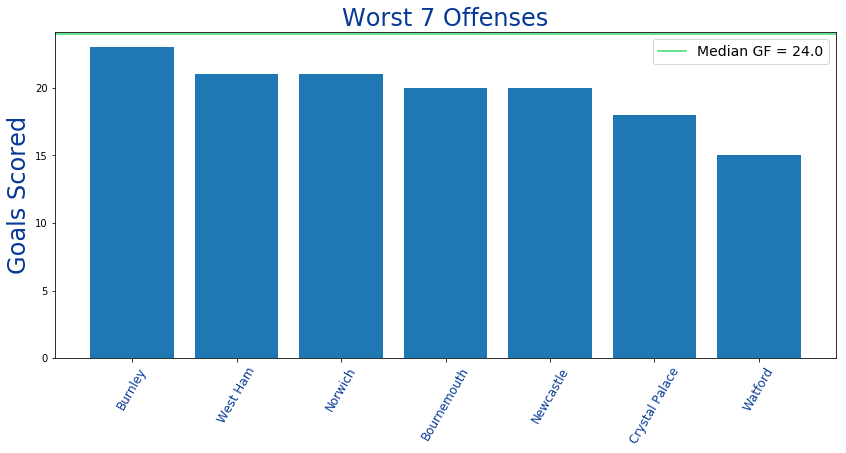 Worst 7 Offenses
Median GF = 24.0
Goals Scored
20
15
10
5
0
Burnley
West Ham
Norwich
Bournemouth
Newcastle
Crystal Palace
Watford